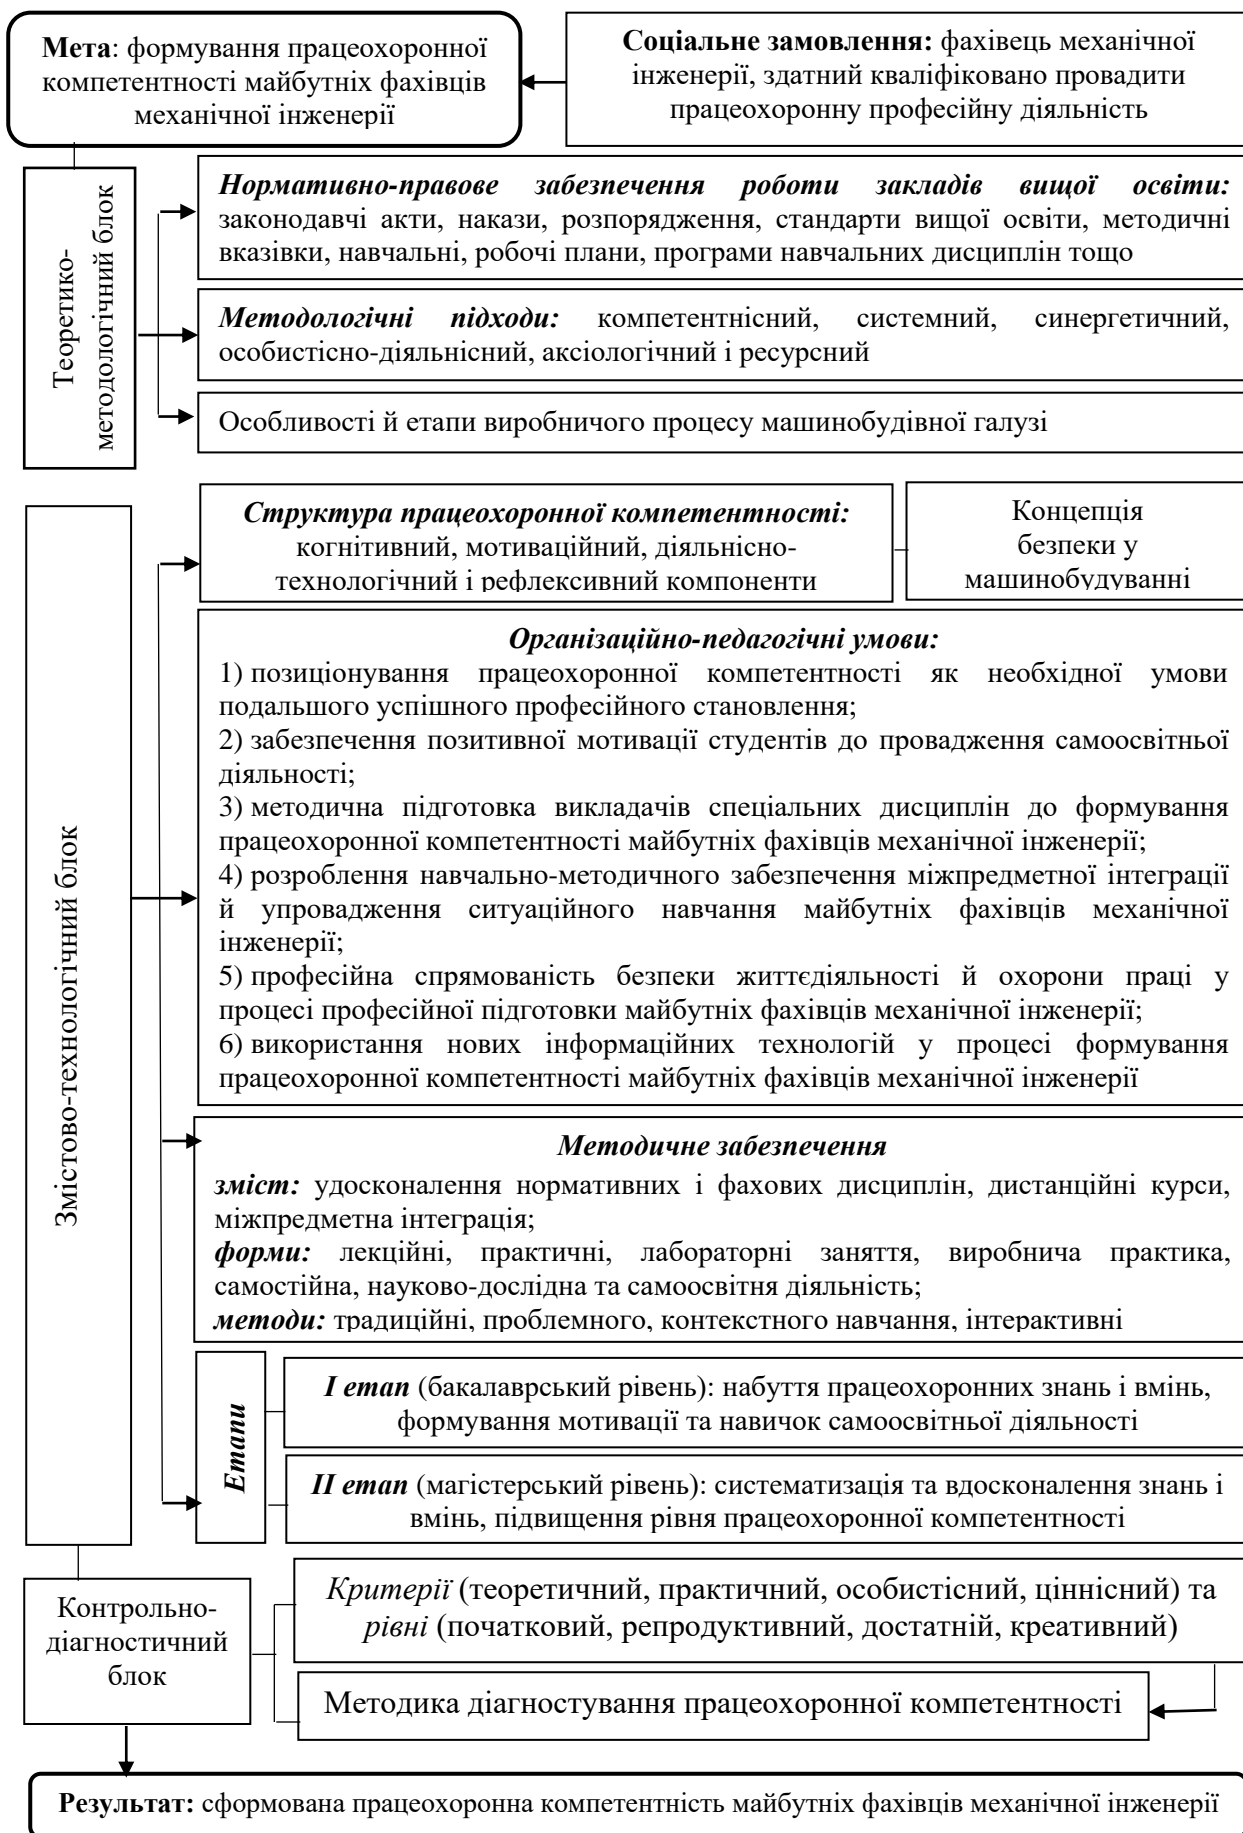 Мета: формування працеохоронної
компетентності майбутніх фахівців
механічної інженерії
Соціальне замовлення: фахівець механічної
інженерії, здатний кваліфіковано провадити
працеохоронну професійну діяльність
Теоретико-
методологічний блок
Нормативно-правове забезпечення роботи закладів вищої освіти:
законодавчі акти, накази, розпорядження, стандарти вищої освіти, методичні
вказівки, навчальні, робочі плани, програми навчальних дисциплін тощо
Методологічні підходи: компетентнісний, системний, синергетичний,
особистісно-діяльнісний, аксіологічний і ресурсний
Особливості й етапи виробничого процесу машинобудівної галузі
Змістово-технологічний блок
Структура працеохоронної компетентності:
когнітивний, мотиваційний, діяльнісно-
технологічний і рефлексивний компоненти
Концепція
безпеки у
машинобудуванні
Організаційно-педагогічні умови:
1) позиціонування працеохоронної компетентності як необхідної умови
подальшого успішного професійного становлення;
2) забезпечення позитивної мотивації студентів до провадження самоосвітньої
діяльності;
3) методична підготовка викладачів спеціальних дисциплін до формування
працеохоронної компетентності майбутніх фахівців механічної інженерії;
4) розроблення навчально-методичного забезпечення міжпредметної інтеграції
й упровадження ситуаційного навчання майбутніх фахівців механічної
інженерії;
5) професійна спрямованість безпеки життєдіяльності й охорони праці у
процесі професійної підготовки майбутніх фахівців механічної інженерії;
6) використання нових інформаційних технологій у процесі формування
працеохоронної компетентності майбутніх фахівців механічної інженерії
Методичне забезпечення
зміст: удосконалення нормативних і фахових дисциплін, дистанційні курси,
міжпредметна інтеграція;
форми: лекційні, практичні, лабораторні заняття, виробнича практика,
самостійна, науково-дослідна та самоосвітня діяльність;
методи: традиційні, проблемного, контекстного навчання, інтерактивні
Етапи
I етап (бакалаврський рівень): набуття працеохоронних знань і вмінь,
формування мотивації та навичок самоосвітньої діяльності
II етап (магістерський рівень): систематизація та вдосконалення знань і
вмінь, підвищення рівня працеохоронної компетентності
Контрольно-
діагностичний
блок
Критерії (теоретичний, практичний, особистісний, ціннісний) та
рівні (початковий, репродуктивний, достатній, креативний)
Методика діагностування працеохоронної компетентності
Результат: сформована працеохоронна компетентність майбутніх фахівців механічної інженерії